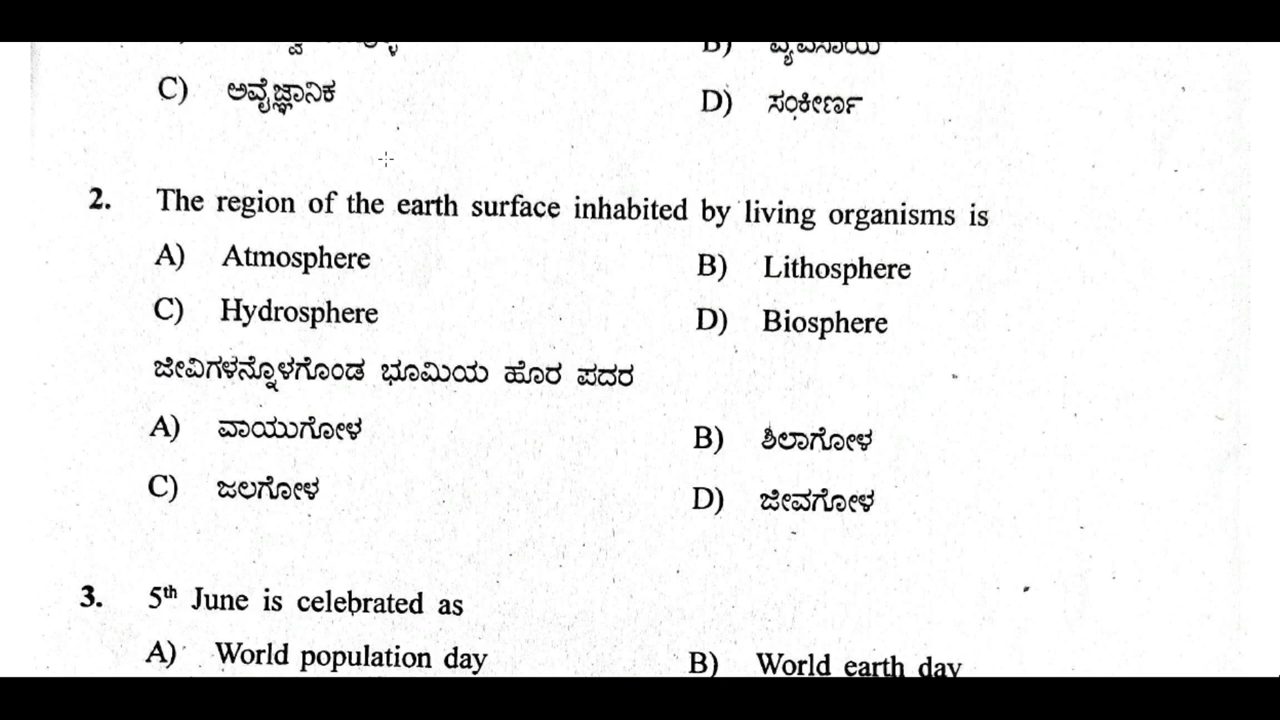 B) ವ್ಯವಸಾಯ
C) ಅವೈಜ್ಞಾನಿಕ D) ಸಂಕೀರ್ಣ
2. The region of the earth surface inhabited by living organisms is
A) Atmosphere B) Lithosphere
C) Hydrosphere D) Biosphere
ಜೀವಿಗಳನ್ನೊಳಗೊಂಡ ಭೂಮಿಯ ಹೊರ ಪದರ
A) ವಾಯುಗೋಳ B) ಶಿಲಾಗೋಳ
C) ಜಲಗೋಳ D) ಜೀವಗೋಳ
3. 5th June is celebrated as
A) World population day B) World earth day